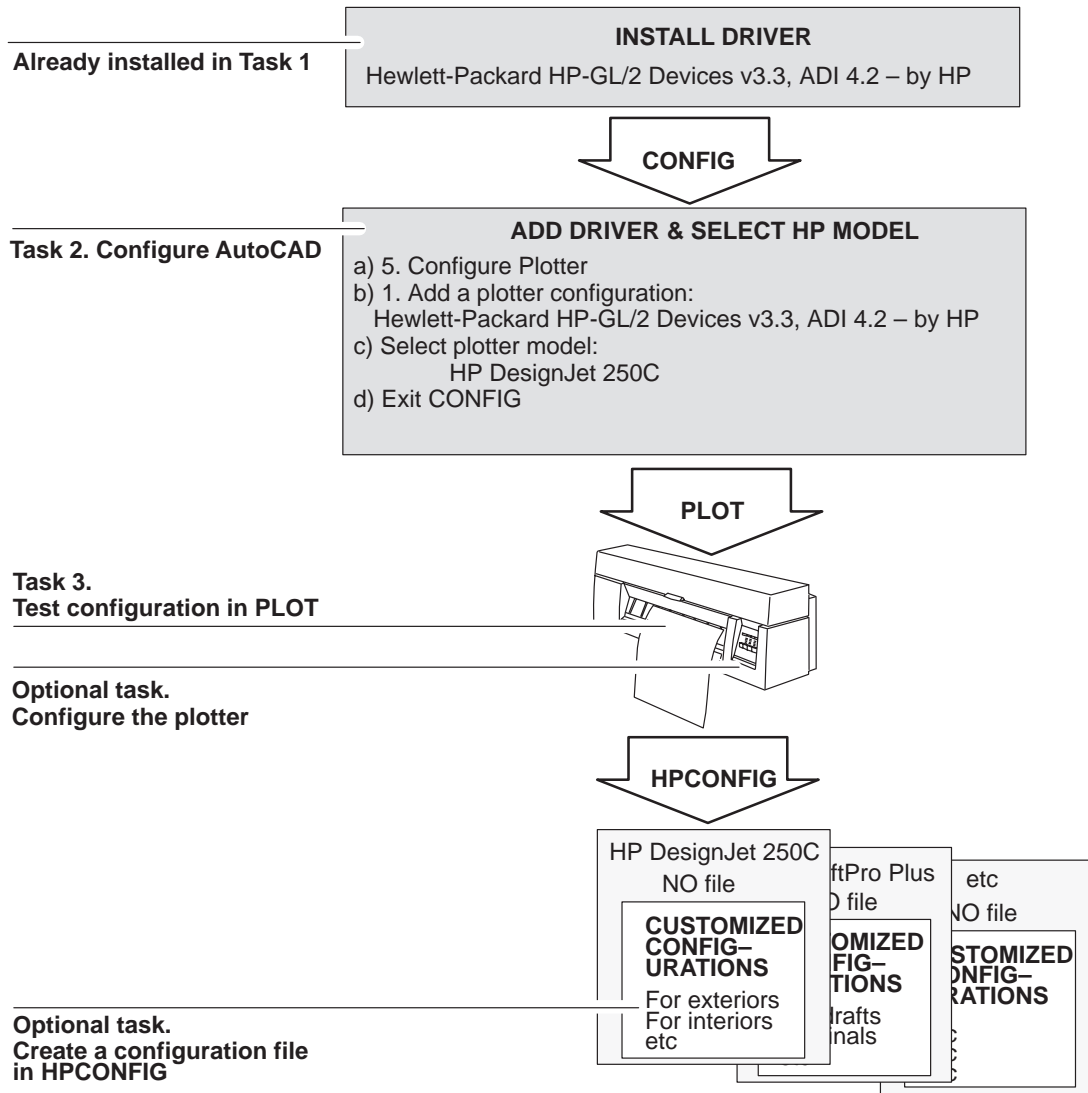 INSTALL DRIVER
Already installed in Task 1
Hewlett-Packard HP-GL/2 Devices v3.3, ADI 4.2 – by HP
CONFIG
Task 2. Configure AutoCAD
ADD DRIVER & SELECT HP MODEL
a) 5. Configure Plotter
b) 1. Add a plotter configuration:
Hewlett-Packard HP-GL/2 Devices v3.3, ADI 4.2 – by HP
c) Select plotter model:
HP DesignJet 250C
d) Exit CONFIG
PLOT
Task 3.
Test configuration in PLOT
Optional task.
Configure the plotter
HPCONFIG
HP DesignJet 250C
NO file
CUSTOMIZED
CONFIG–
URATIONS
For exteriors
For interiors
etc
ftPro Plus
file
OMIZED
FIG–
TIONS
rafts
inals
etc
NO file
STOMIZED
ONFIG–
RATIONS
Optional task.
Create a configuration file
in HPCONFIG